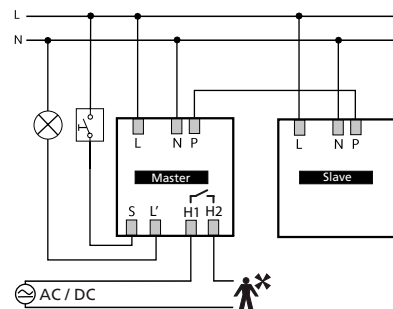 L
N
L N P L N P
Master Slave
S L' H1 H2
AC / DC